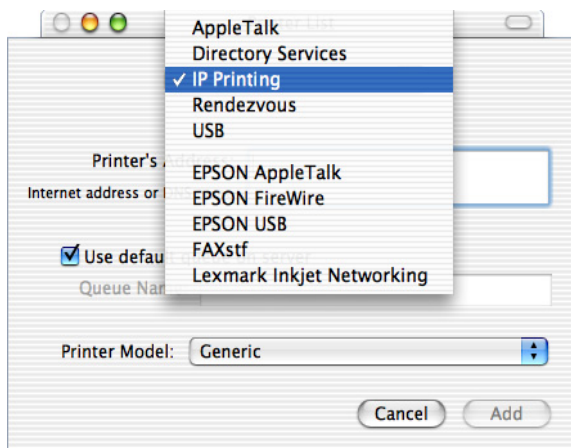 AppleTalk
Directory Services
✓ IP Printing
Rendezvous
USB
Printer's A
EPSON AppleTalk
Internet address or
EPSON FireWire
EPSON USB
Use defau
FAXstf
Lexmark Inkjet Networking
Queue Nam
Printer Model: Generic
Cancel Add